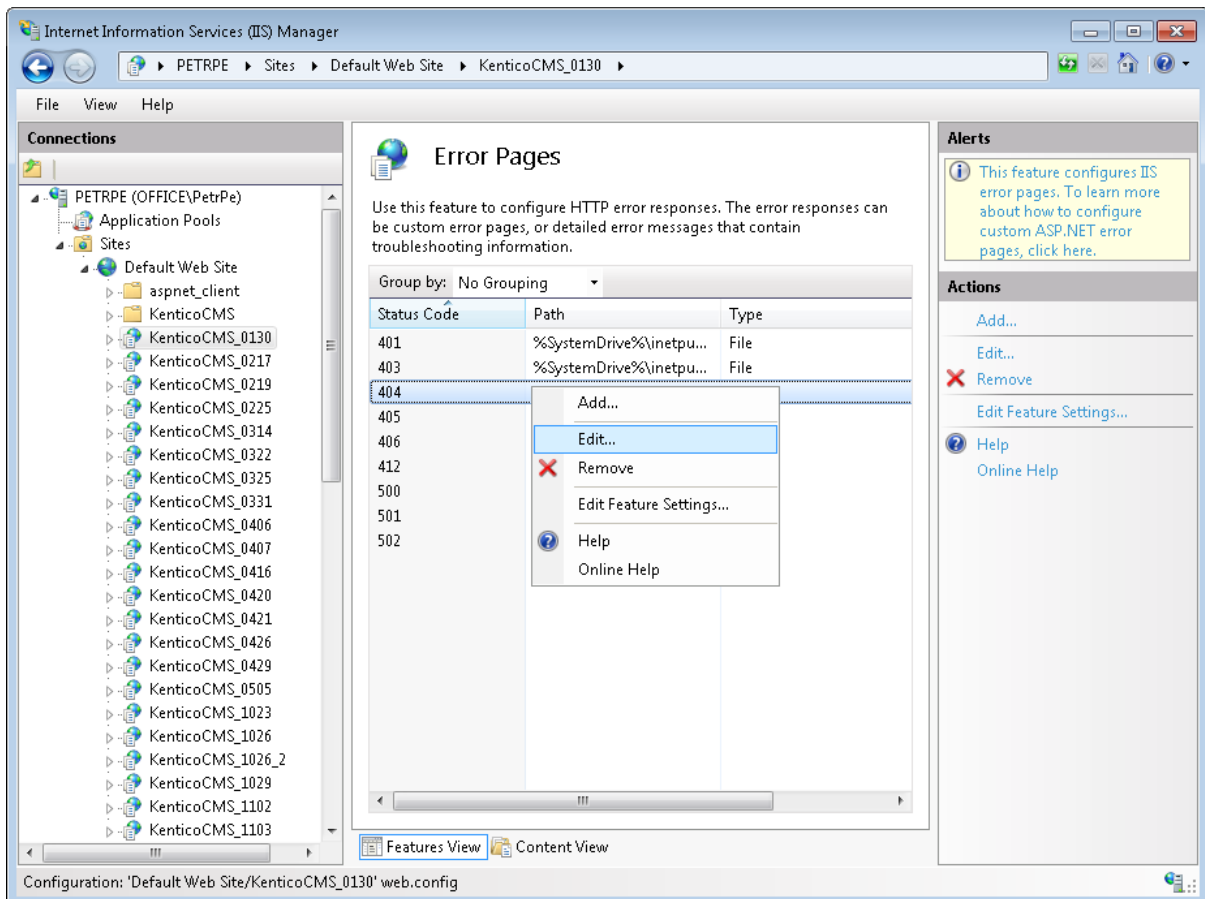 Internet Information Services (IIS) Manager
PETRPE Sites Default Web Site KenticoCMS_0130
File View Help
Connections
PETRPE (OFFICE\PetrPe)
Application Pools
Sites
Default Web Site
aspnet_client
KenticoCMS
KenticoCMS_0130
KenticoCMS_0217
KenticoCMS_0219
KenticoCMS_0225
KenticoCMS_0314
KenticoCMS_0322
KenticoCMS_0325
KenticoCMS_0331
KenticoCMS_0406
KenticoCMS_0407
KenticoCMS_0416
KenticoCMS_0420
KenticoCMS_0421
KenticoCMS_0426
KenticoCMS_0429
KenticoCMS_0505
KenticoCMS_1023
KenticoCMS_1026
KenticoCMS_1026_2
KenticoCMS_1029
KenticoCMS_1102
KenticoCMS_1103
Error Pages
Use this feature to configure HTTP error responses. The error responses can
be custom error pages, or detailed error messages that contain
troubleshooting information.
Group by: No Grouping
Status Code Path Type
401 %SystemDrive%\inetpu... File
403 %SystemDrive%\inetpu... File
404
405
406
412
500
501
502
Add...
Edit...
Remove
Edit Feature Settings...
Help
Online Help
Features View Content View
Alerts
This feature configures IIS
error pages. To learn more
about how to configure
custom ASP.NET error
pages, click here.
Actions
Add...
Edit...
Remove
Edit Feature Settings...
Help
Online Help
Configuration: 'Default Web Site/KenticoCMS_0130' web.config